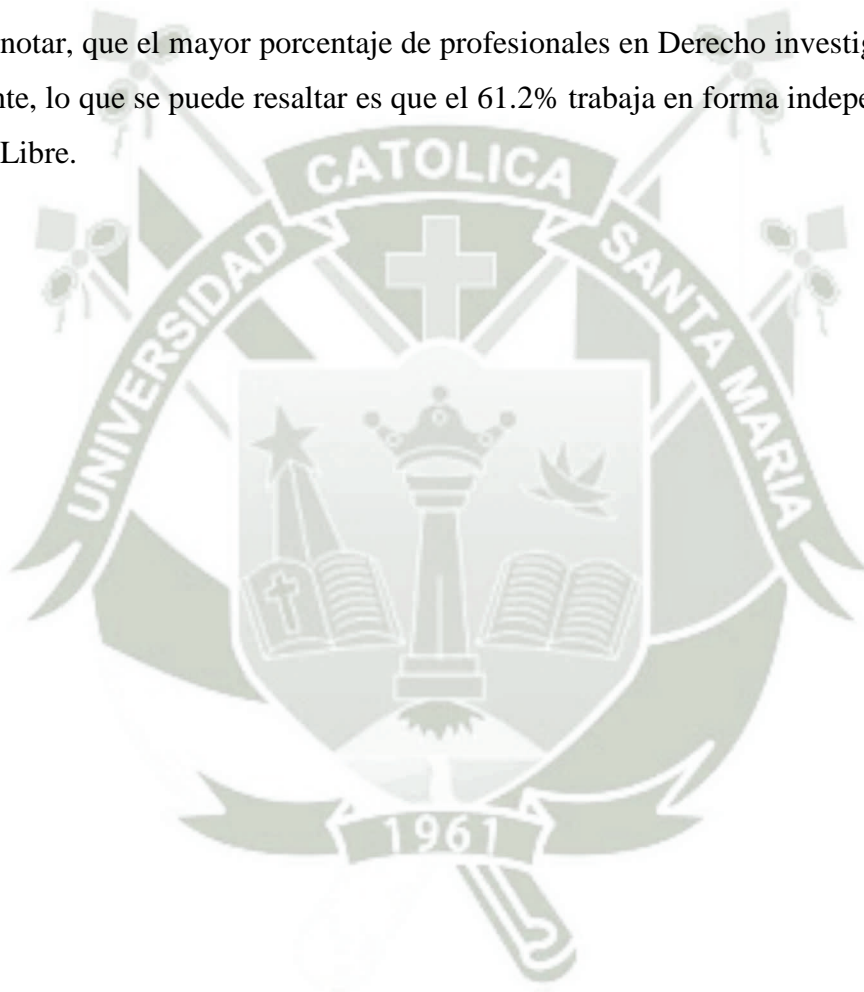 notar, que el mayor porcentaje de profesionales en Derecho investig
nte, lo que se puede resaltar es que el 61.2% trabaja en forma indepe
Libre.
CATOLICA
UNIVERSIDAD
SANTA MARIA
1961